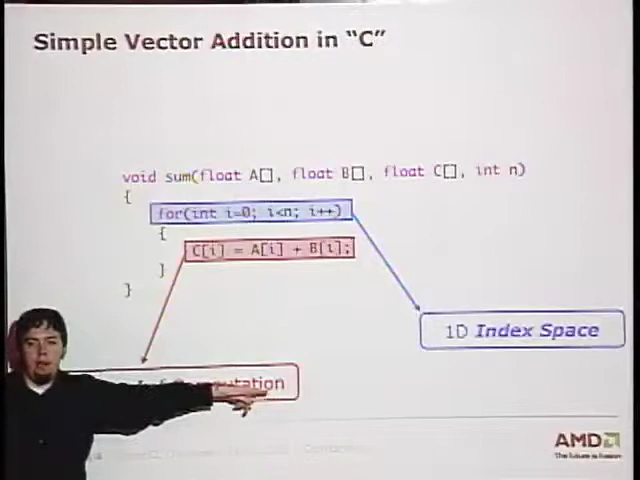 Simple Vector Addition in “C”
void sum(float A[], float B[], float C[], int n)
{
for(int i=0; i<n; i++)
{
C[i] = A[i] + B[i];
}
}
1D Index Space
Computation
AMD
The future is fusion